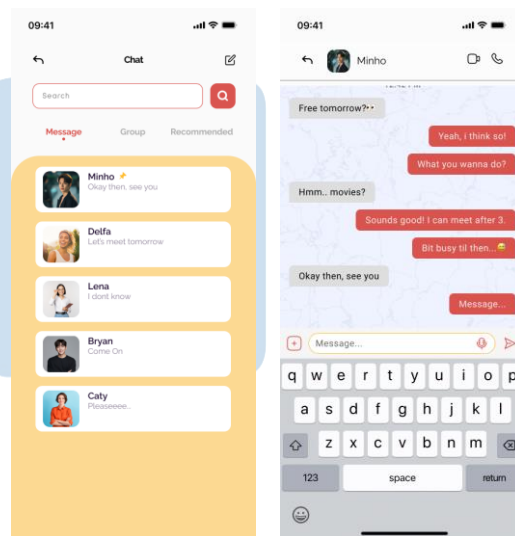 09:41
Chat
Search
Message Group Recommended
Minho
Okay then, see you
Delfa
Let's meet tomorrow
Lena
I dont know
Bryan
Come On
Caty
Pleaseeee..
09:41
Minho
Free tomorrow?
Yeah, i think so!
What you wanna do?
Hmm.. movies?
Sounds good! I can meet after 3.
Bit busy til then...
Okay then, see you
Message...
Message...
q w e r t y u i o p
a s d f g h j k l
z x c v b n m
123 space return